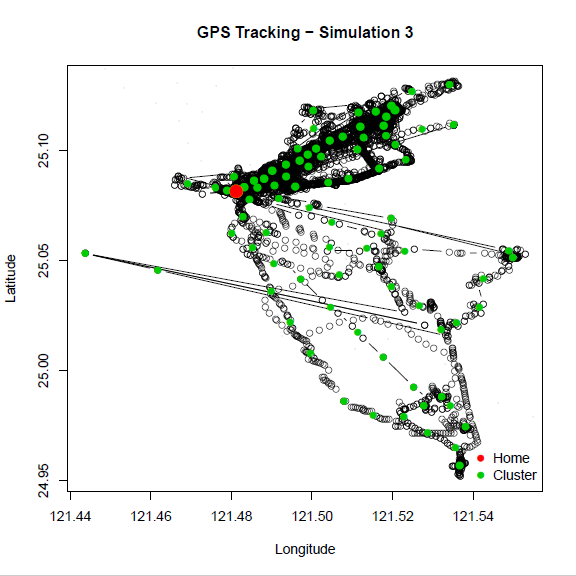 GPS Tracking − Simulation 3
Latitude
25.10
25.05
25.00
24.95
Home
Cluster
121.44 121.46 121.48 121.50 121.52 121.54
Longitude